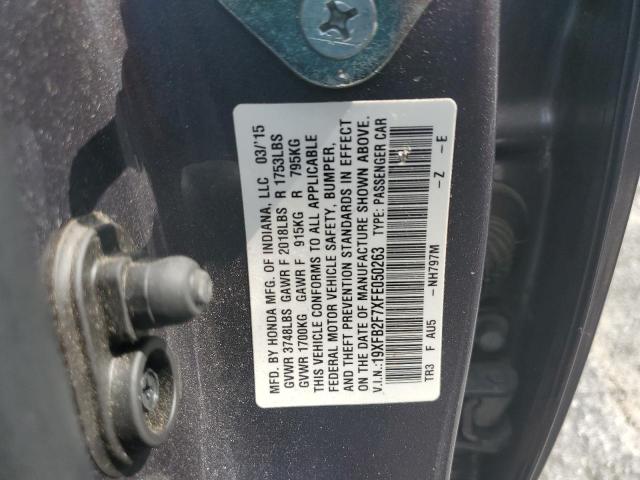 MFD. BY HONDA MFG. OF INDIANA, LLC 03/'15
GVWR 3748LBS GAWR F 2018LBS R 1753LBS
GVWR 1700KG GAWR F 915KG R 795KG
THIS VEHICLE CONFORMS TO ALL APPLICABLE
FEDERAL MOTOR VEHICLE SAFETY, BUMPER,
AND THEFT PREVENTION STANDARDS IN EFFECT
ON THE DATE OF MANUFACTURE SHOWN ABOVE.
V.I.N.:19XFB2F7XFE050263 TYPE: PASSENGER CAR
TR3 F AU5 -NH797M -Z -E